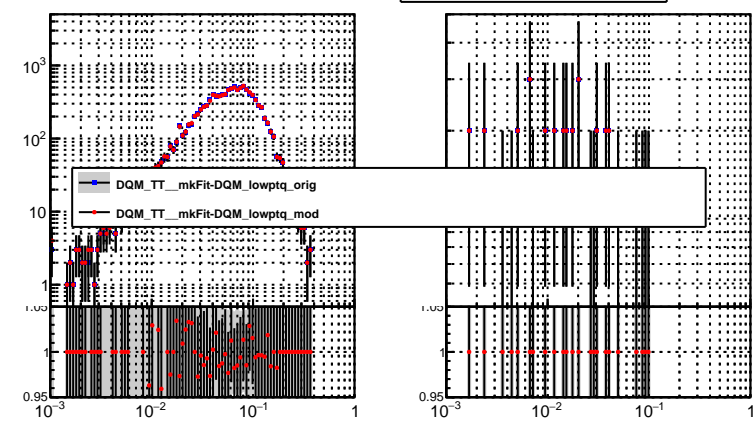 10³
10²
10
1
DQM_TT__mkFit-DQM_lowptq_orig
DQM_TT__mkFit-DQM_lowptq_mod
1.05 1.05
1 1
0.95 0.95
10⁻³ 10⁻² 10⁻¹ 1 10⁻³ 10⁻² 10⁻¹ 1